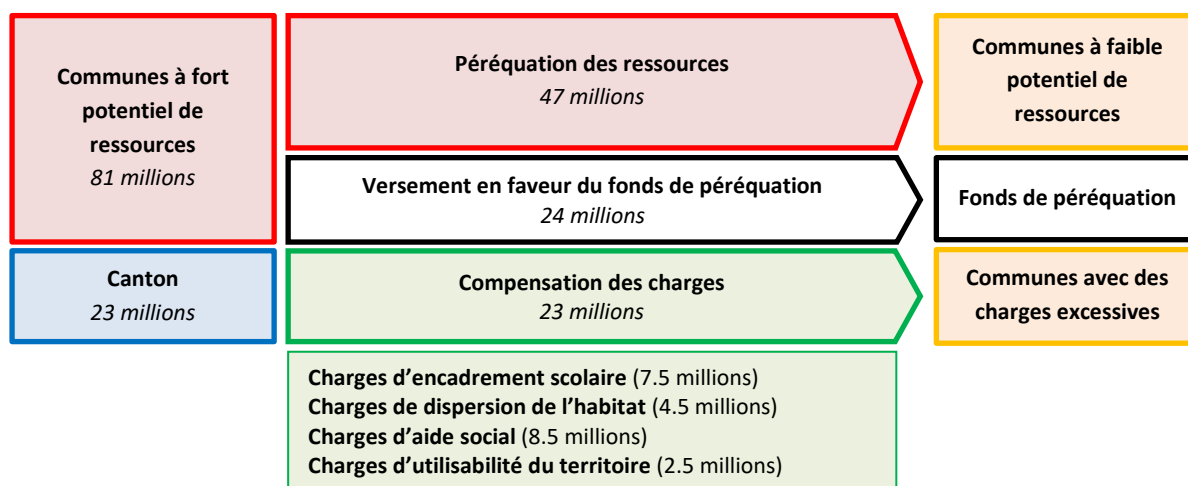 Communes à fort
potentiel de
ressources
81 millions
Péréquation des ressources
47 millions
Communes à faible
potentiel de
ressources
Versement en faveur du fonds de péréquation
24 millions
Fonds de péréquation
Canton
23 millions
Compensation des charges
23 millions
Communes avec des
charges excessives
Charges d'encadrement scolaire (7.5 millions)
Charges de dispersion de l'habitat (4.5 millions)
Charges d'aide social (8.5 millions)
Charges d'utilisabilité du territoire (2.5 millions)